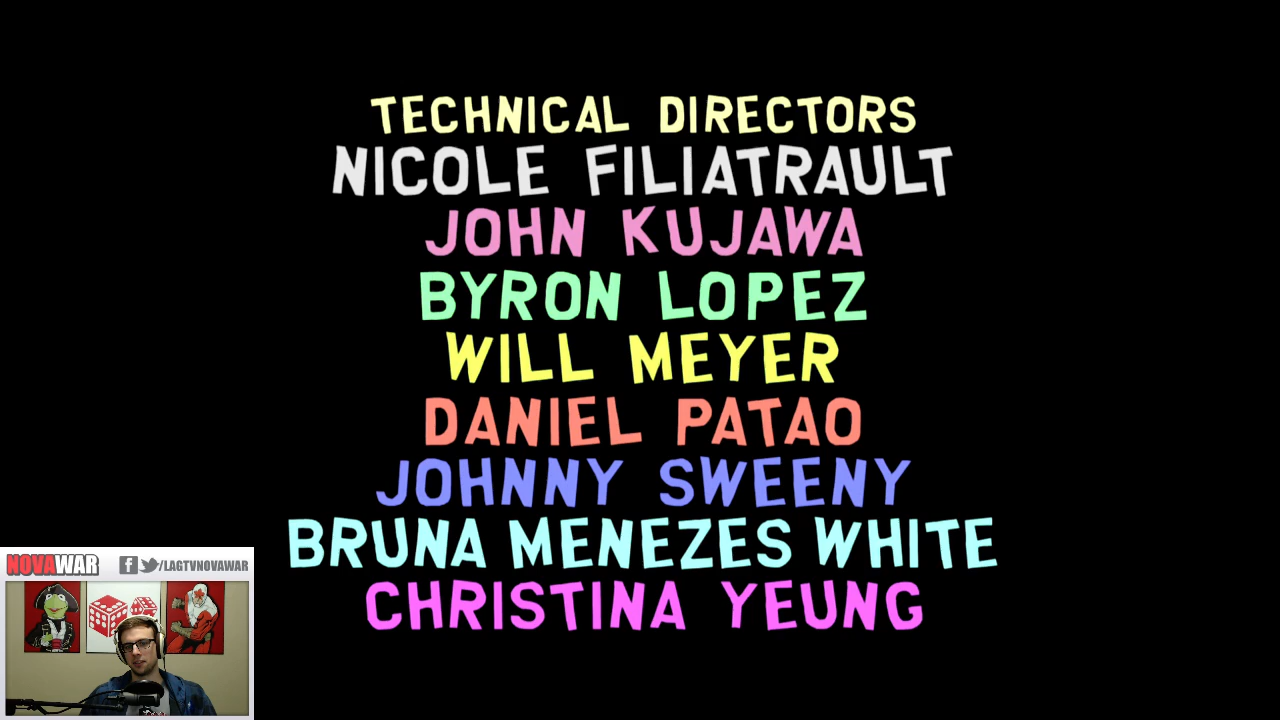 TECHNICAL DIRECTORS
NICOLE FILIATRAULT
JOHN KUJAWA
BYRON LOPEZ
WILL MEYER
DANIEL PATAO
JOHNNY SWEENY
BRUNA MENEZES WHITE
CHRISTINA YEUNG
NOVAWAR f /LAGTVNOVAWAR